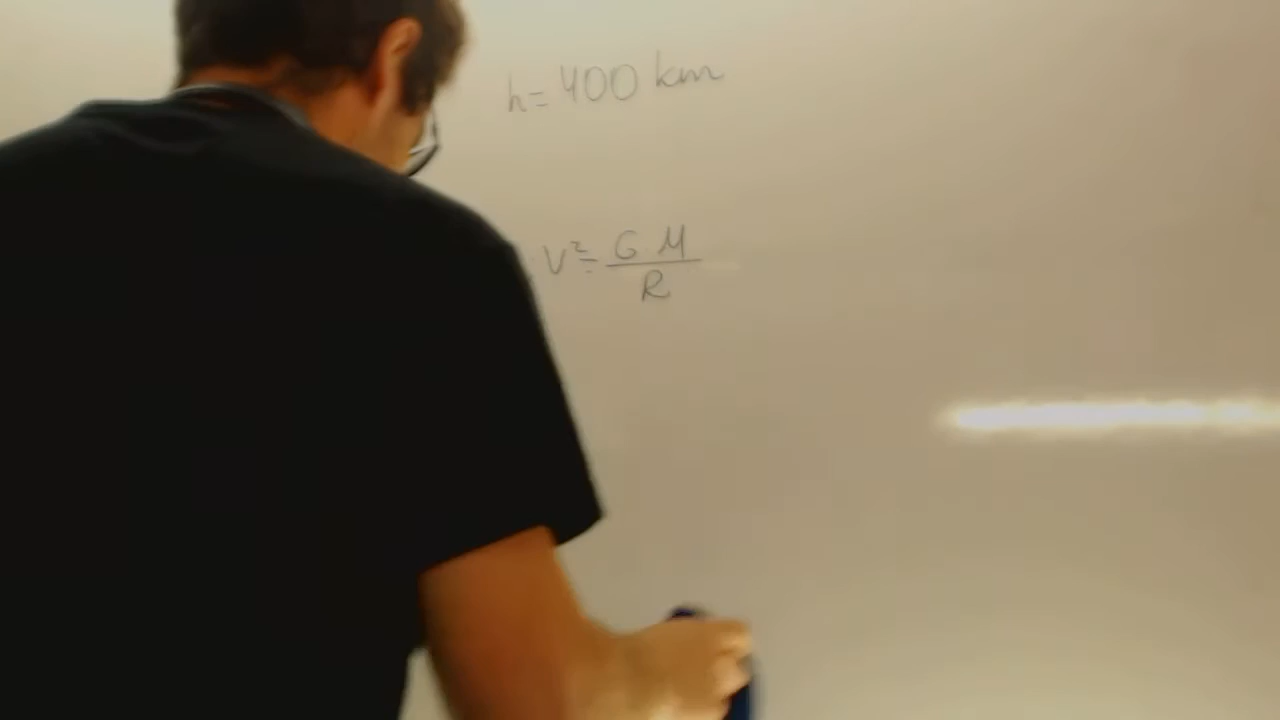 h = 400 km
V² = G M / R